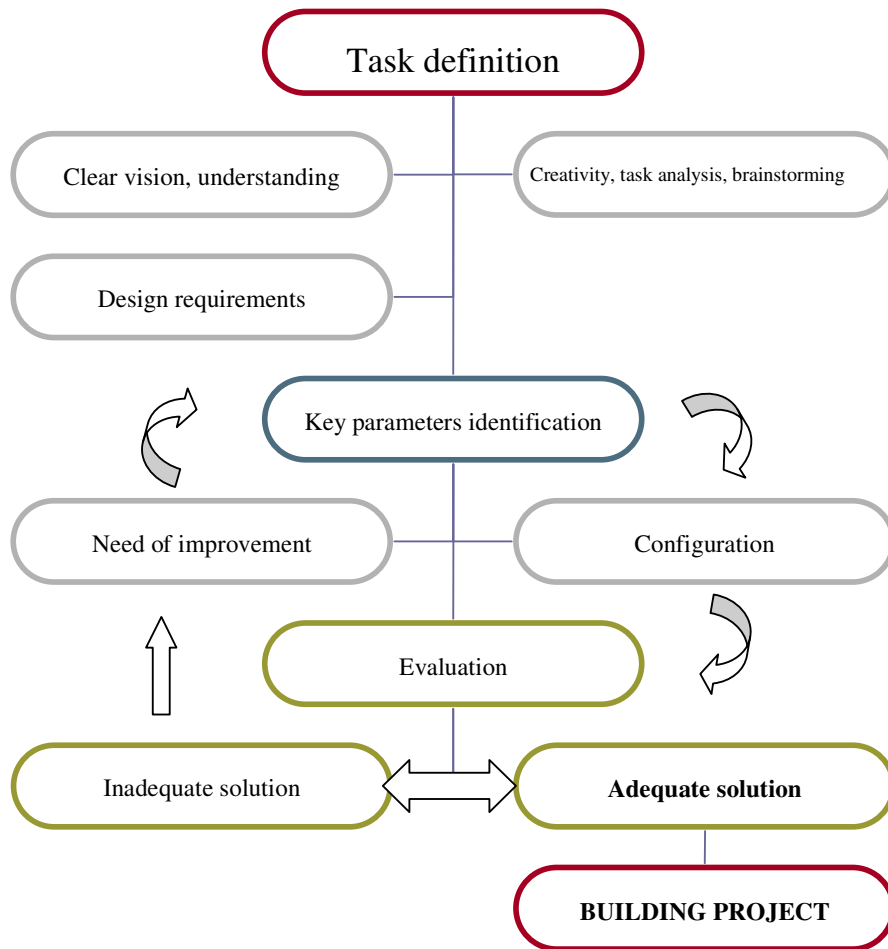 Task definition
Clear vision, understanding
Creativity, task analysis, brainstorming
Design requirements
Key parameters identification
Need of improvement
Configuration
Evaluation
Inadequate solution
Adequate solution
BUILDING PROJECT